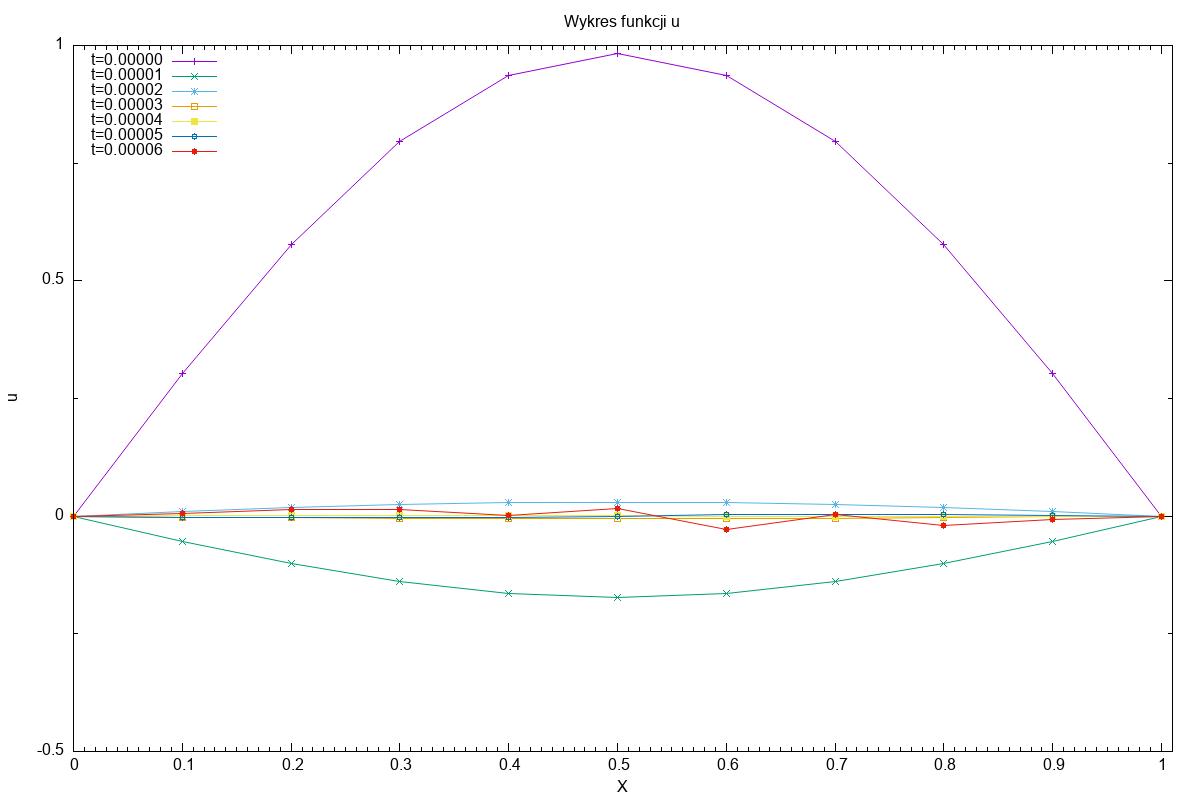 Wykres funkcji u
1
t=0.00000
t=0.00001
t=0.00002
t=0.00003
t=0.00004
t=0.00005
t=0.00006
0.5
u
0
-0.5
0 0.1 0.2 0.3 0.4 0.5 0.6 0.7 0.8 0.9 1
X